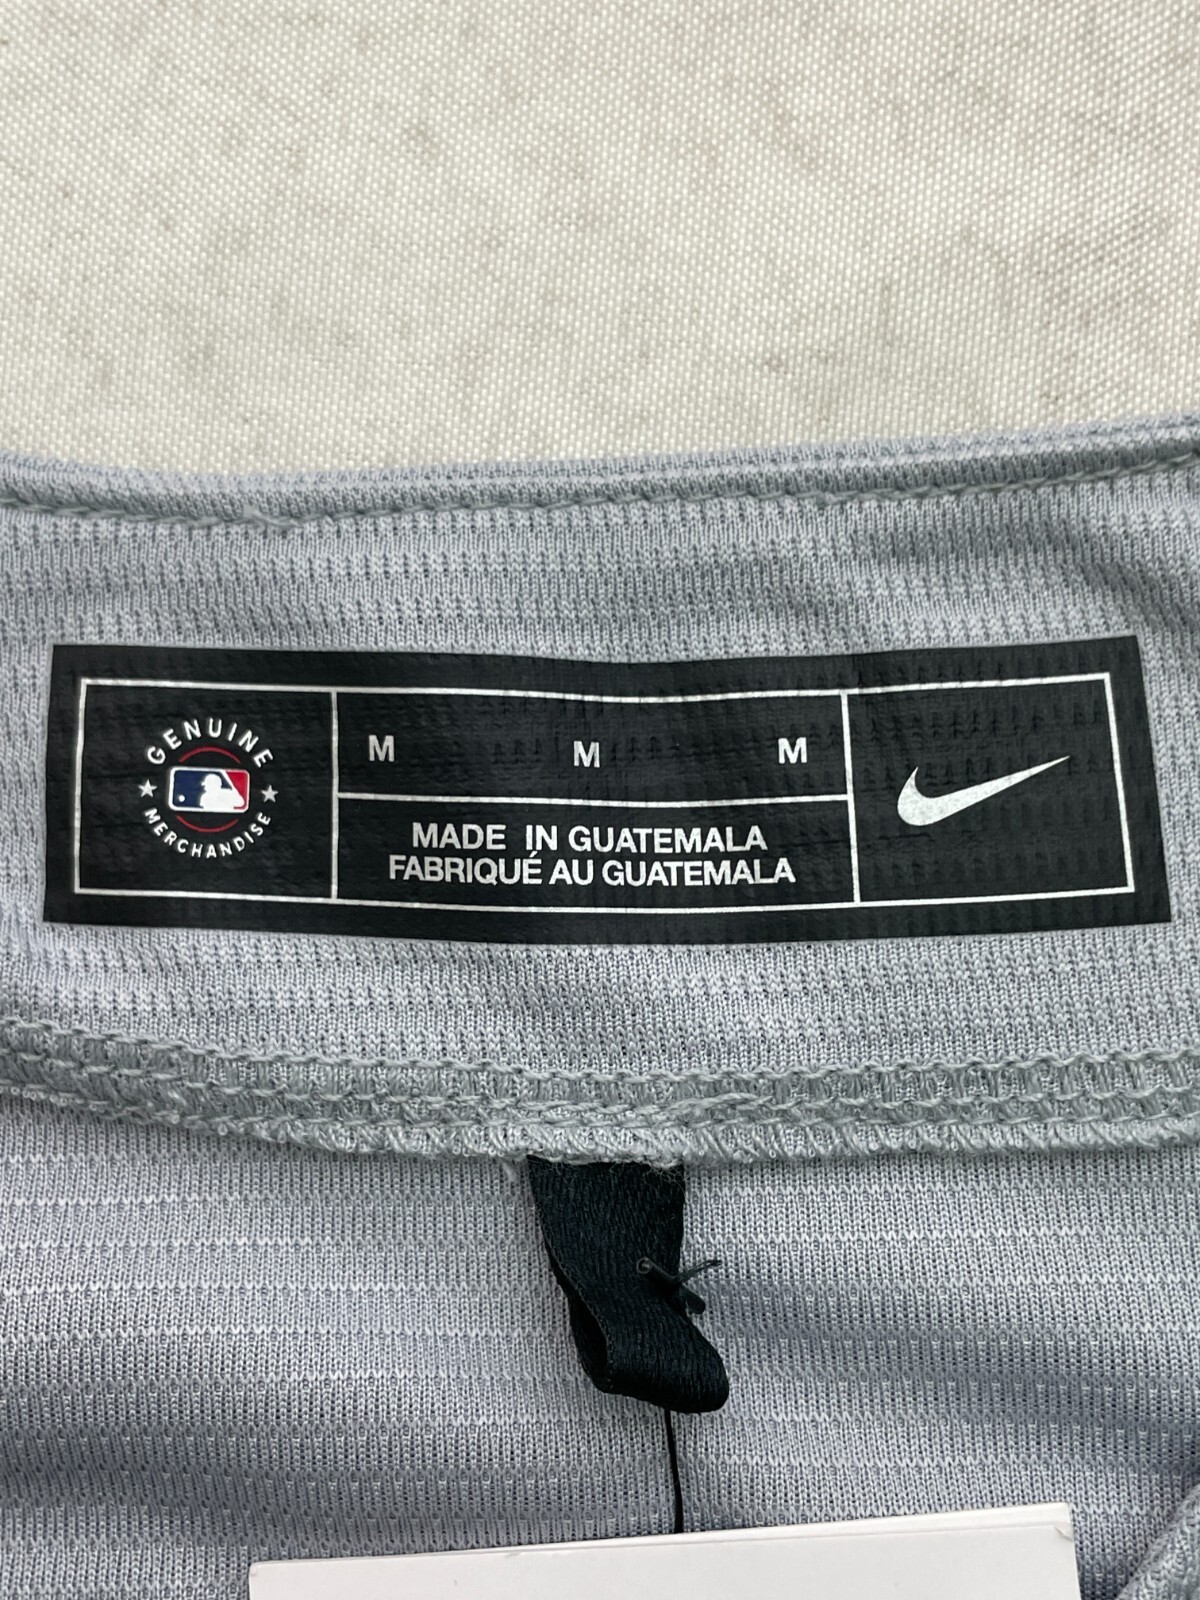 GENUINE
MERCHANDISE
M M M
MADE IN GUATEMALA
FABRIQUÉ AU GUATEMALA